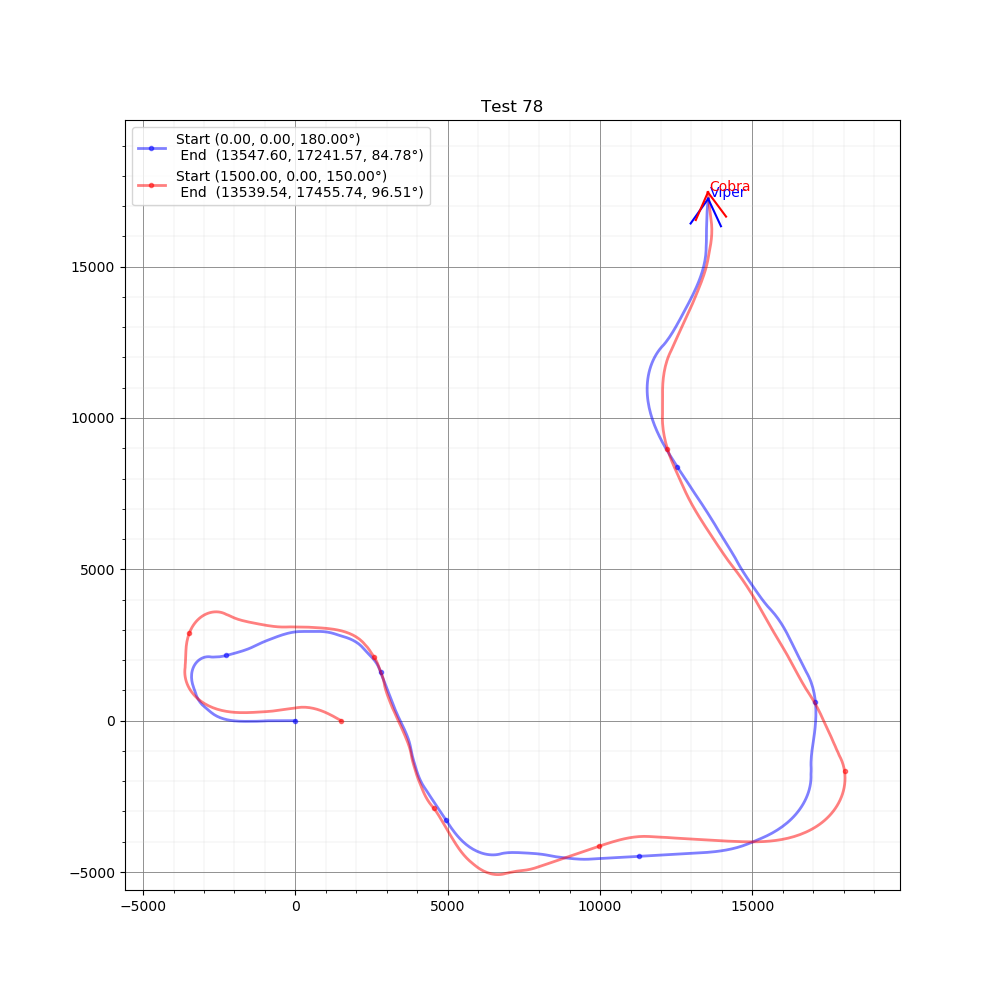 Test 78
Start (0.00, 0.00, 180.00°)
End  (13547.60, 17241.57, 84.78°)
Start (1500.00, 0.00, 150.00°)
End  (13539.54, 17455.74, 96.51°)
Cobra
Viper
15000
10000
5000
0
−5000
−5000
0
5000
10000
15000